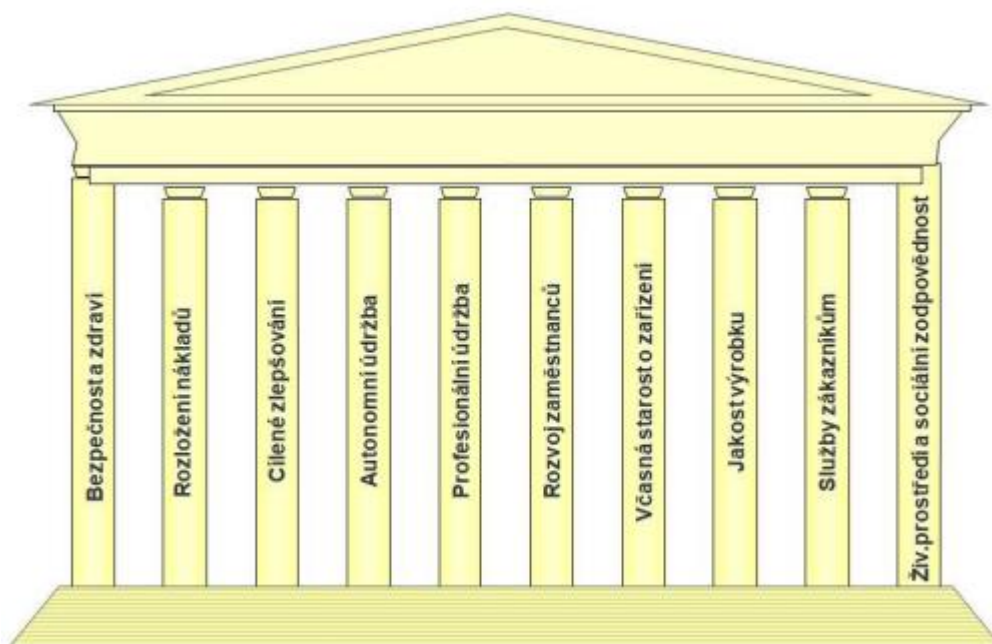 Bezpečnost a zdraví
Rozložení nákladů
Cílené zlepšování
Autonomní údržba
Profesionální údržba
Rozvoj zaměstnanců
Včasná starost o zařízení
Jakost výrobku
Služby zákazníkům
Živ.prostředí a sociální zodpovědnost